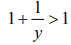 1 + 1/y > 1